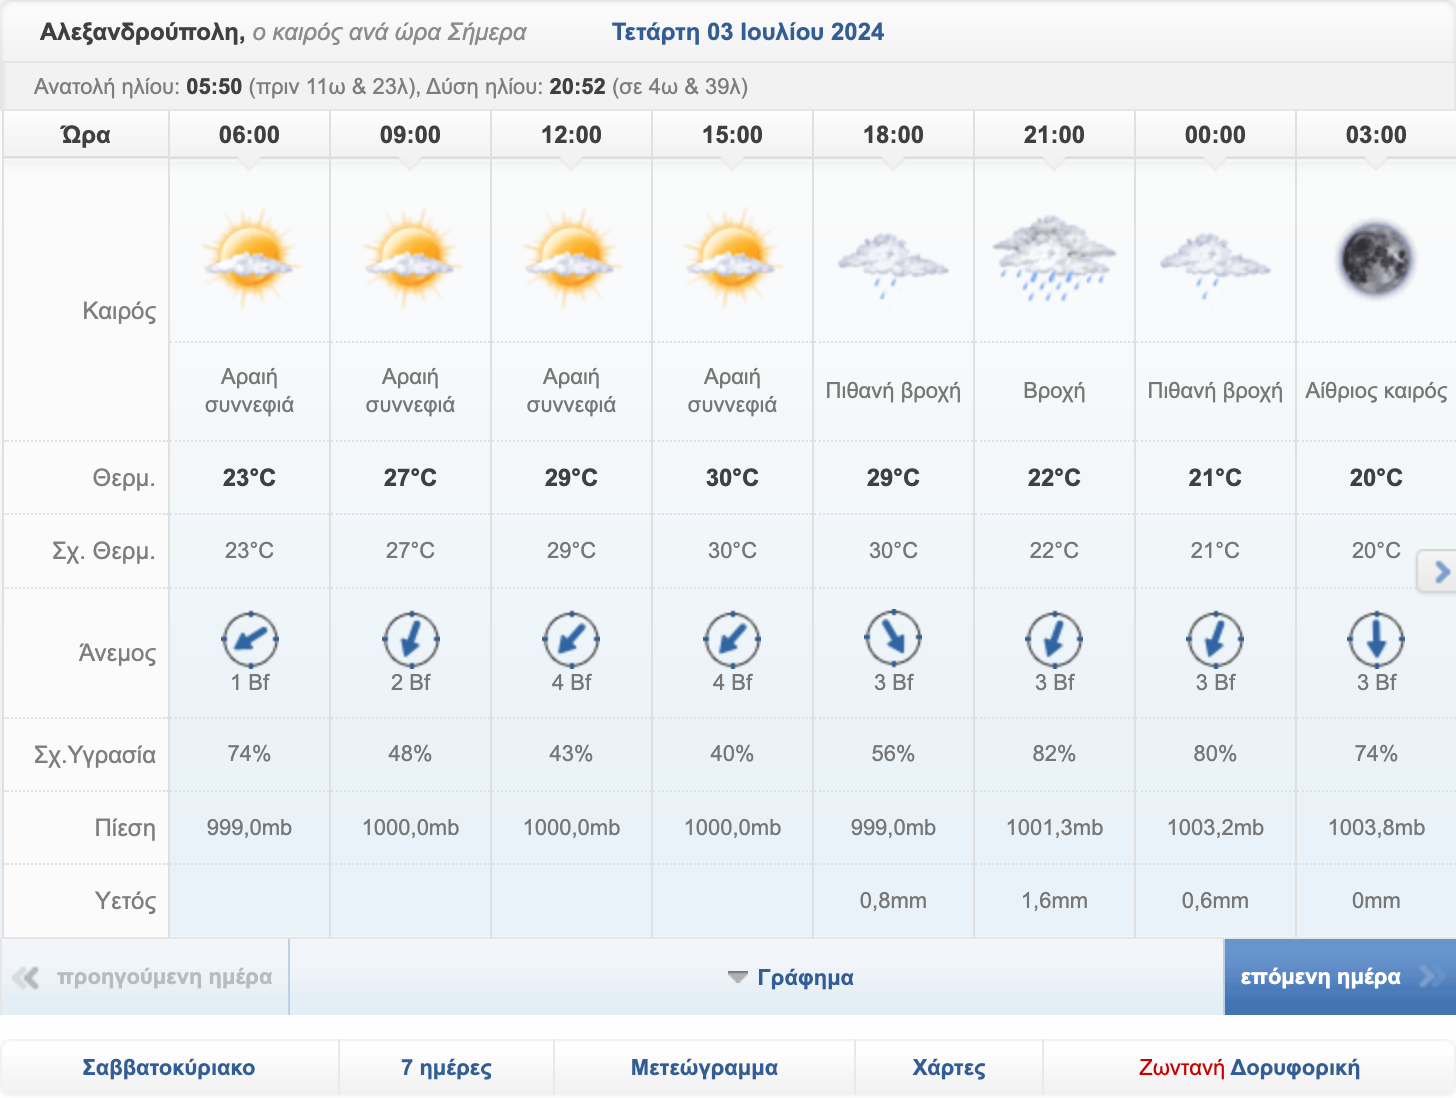 Αλεξανδρούπολη, ο καιρός ανά ώρα Σήμερα Τετάρτη 03 Ιουλίου 2024
Ανατολή ηλίου: 05:50 (πριν 11ω & 23λ), Δύση ηλίου: 20:52 (σε 4ω & 39λ)
Ώρα 06:00 09:00 12:00 15:00 18:00 21:00 00:00 03:00
Καιρός
Αραιή συννεφιά Αραιή συννεφιά Αραιή συννεφιά Αραιή συννεφιά Πιθανή βροχή Βροχή Πιθανή βροχή Αίθριος καιρός
Θερμ. 23°C 27°C 29°C 30°C 29°C 22°C 21°C 20°C
Σχ. Θερμ. 23°C 27°C 29°C 30°C 30°C 22°C 21°C 20°C
Άνεμος 1 Bf 2 Bf 4 Bf 4 Bf 3 Bf 3 Bf 3 Bf 3 Bf
Σχ.Υγρασία 74% 48% 43% 40% 56% 82% 80% 74%
Πίεση 999,0mb 1000,0mb 1000,0mb 1000,0mb 999,0mb 1001,3mb 1003,2mb 1003,8mb
Υετός 0,8mm 1,6mm 0,6mm 0mm
προηγούμενη ημέρα Γράφημα επόμενη ημέρα
Σαββατοκύριακο 7 ημέρες Μετεώγραμμα Χάρτες Ζωντανή Δορυφορική